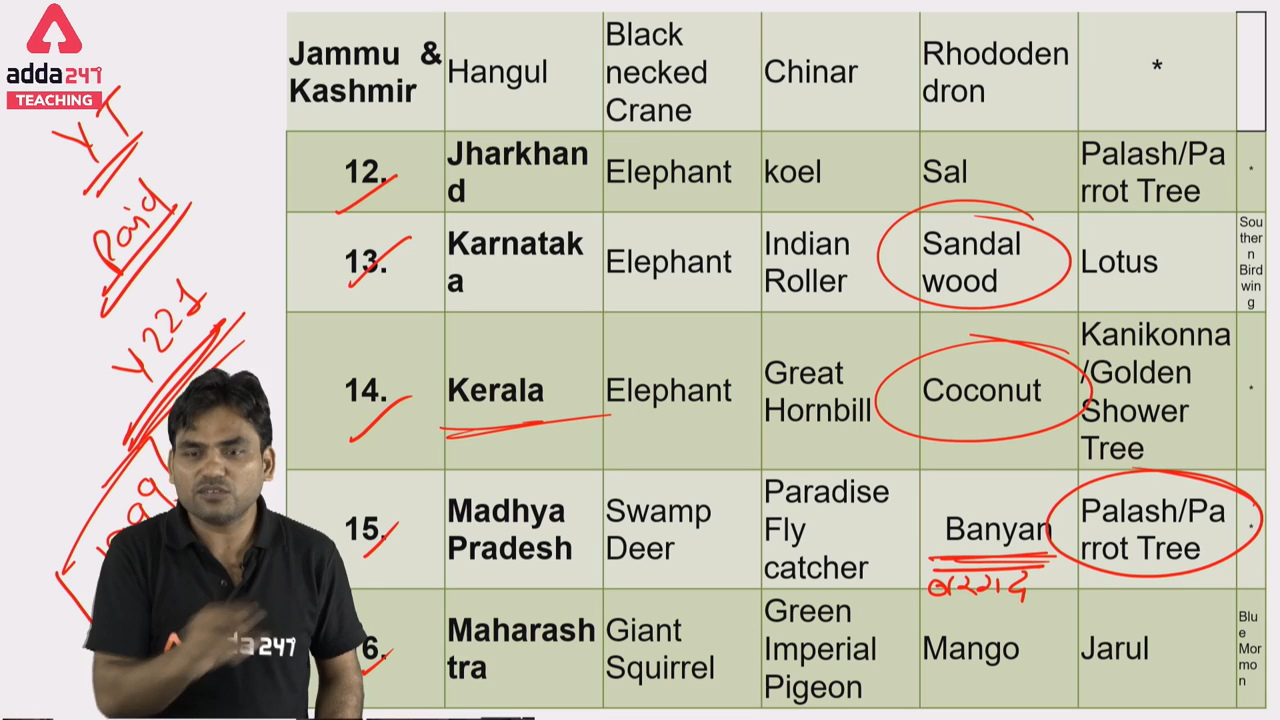 adda247
TEACHING
YT
Paid
Y221
Jammu &
Kashmir
Hangul
Black
necked
Crane
Chinar
Rhododen
dron
*
12.
Jharkhan
d
Elephant
koel
Sal
Palash/Pa
rrot Tree
*
13.
Karnatak
a
Elephant
Indian
Roller
Sandal
wood
Lotus
Sou
ther
n
Bird
win
g
14.
Kerala
Elephant
Great
Hornbill
Coconut
Kanikonna
/Golden
Shower
Tree
*
15.
Madhya
Pradesh
Swamp
Deer
Paradise
Fly
catcher
Banyan
Palash/Pa
rrot Tree
*
6.
Maharash
tra
Giant
Squirrel
Green
Imperial
Pigeon
Mango
Jarul
Blu
e
Mor
mo
n
247